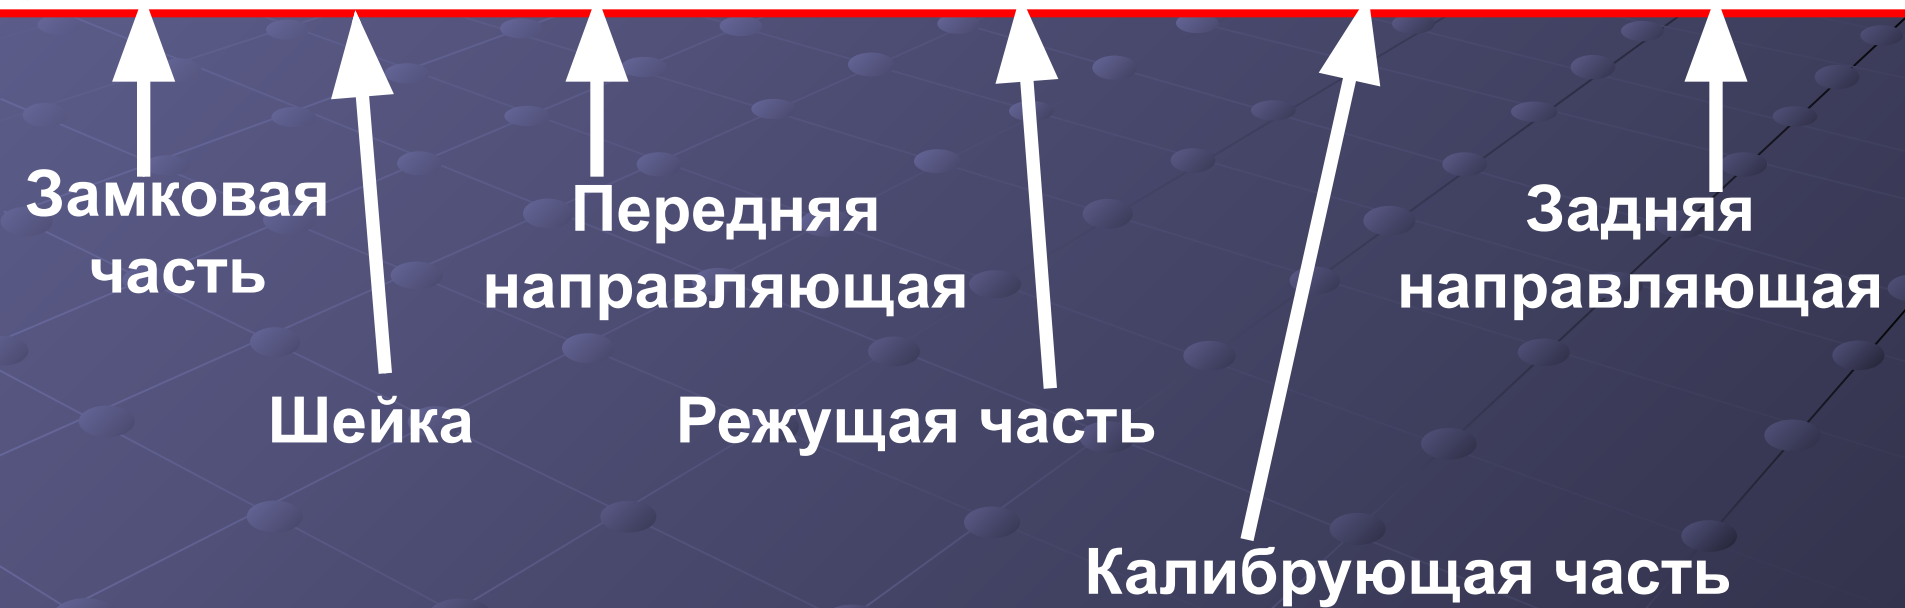 Замковая
часть
Шейка
Передняя
направляющая
Режущая часть
Калибрующая часть
Задняя
направляющая